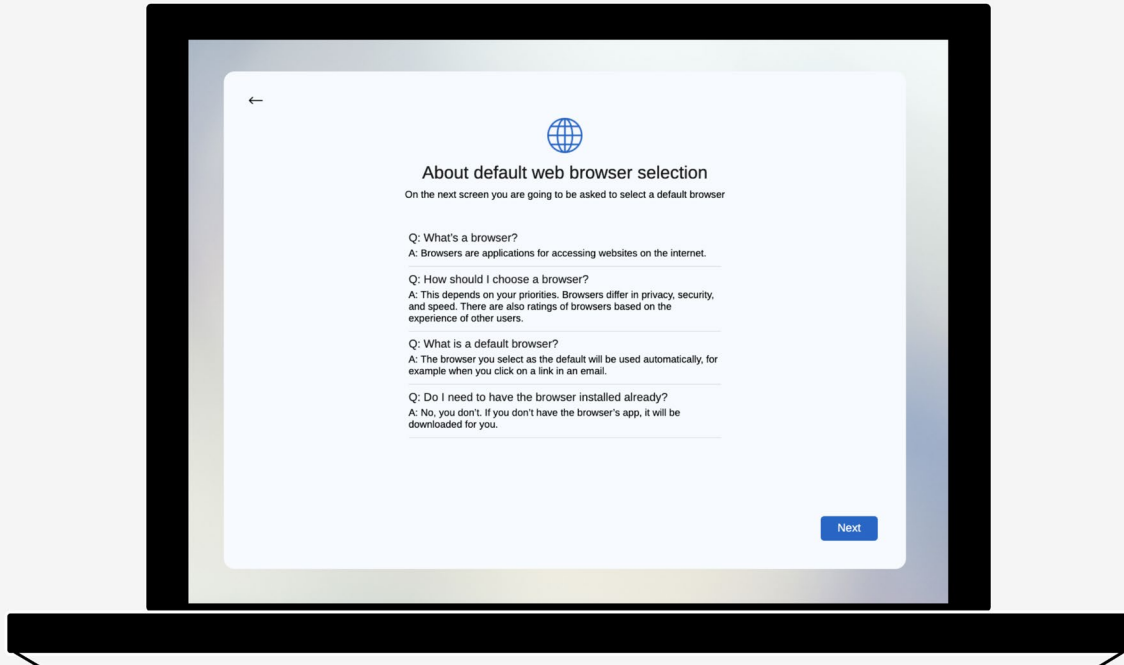 About default web browser selection
On the next screen you are going to be asked to select a default browser
Q: What's a browser?
A: Browsers are applications for accessing websites on the internet.
Q: How should I choose a browser?
A: This depends on your priorities. Browsers differ in privacy, security,
and speed. There are also ratings of browsers based on the
experience of other users.
Q: What is a default browser?
A: The browser you select as the default will be used automatically, for
example when you click on a link in an email.
Q: Do I need to have the browser installed already?
A: No, you don't. If you don't have the browser's app, it will be
downloaded for you.
Next